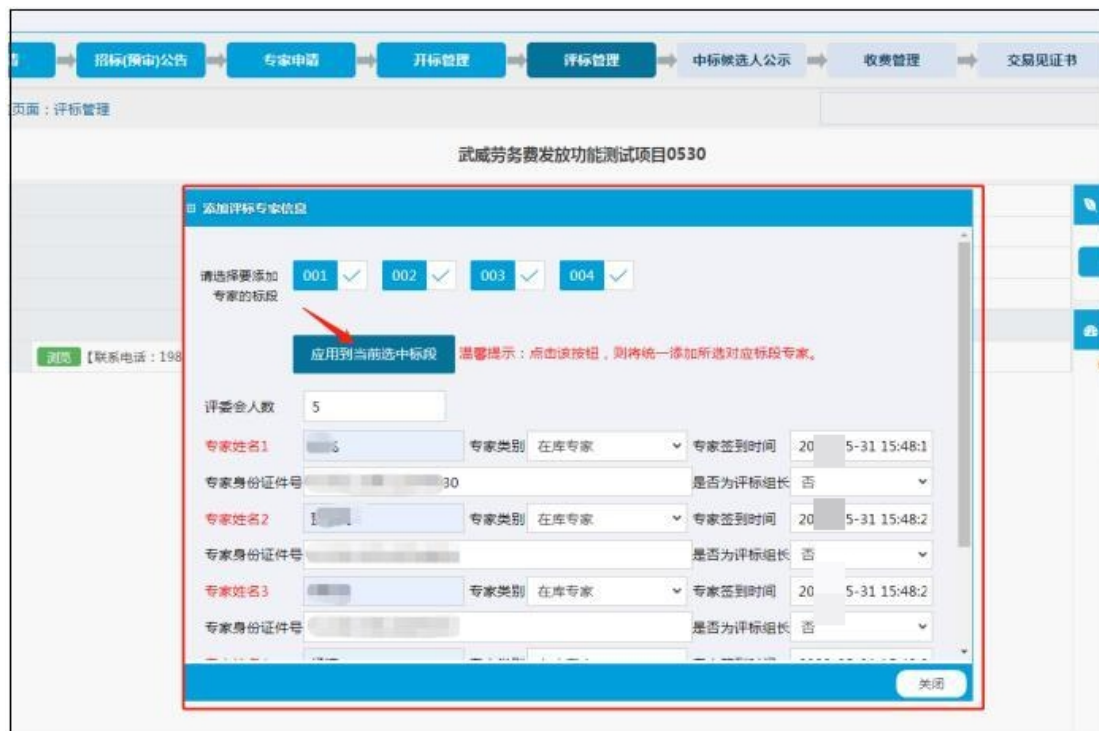 招标(预审)公告 专家申请 开标管理 评标管理 中标候选人公示 收费管理 交易见证书
页面：评标管理
武威劳务费发放功能测试项目0530
添加评标专家信息
请选择要添加 001 002 003 004
专家的标段
应用到当前选中标段 温馨提示：点击该按钮，则将统一添加所选对应标段专家。
浏览 【联系电话：198
评委会人数 5
专家姓名1 专家类别 在库专家 专家签到时间 20 5-31 15:48:1
专家身份证件号 30 是否为评标组长 否
专家姓名2 专家类别 在库专家 专家签到时间 20 5-31 15:48:2
专家身份证件号 是否为评标组长 否
专家姓名3 专家类别 在库专家 专家签到时间 20 5-31 15:48:2
专家身份证件号 是否为评标组长 否
关闭